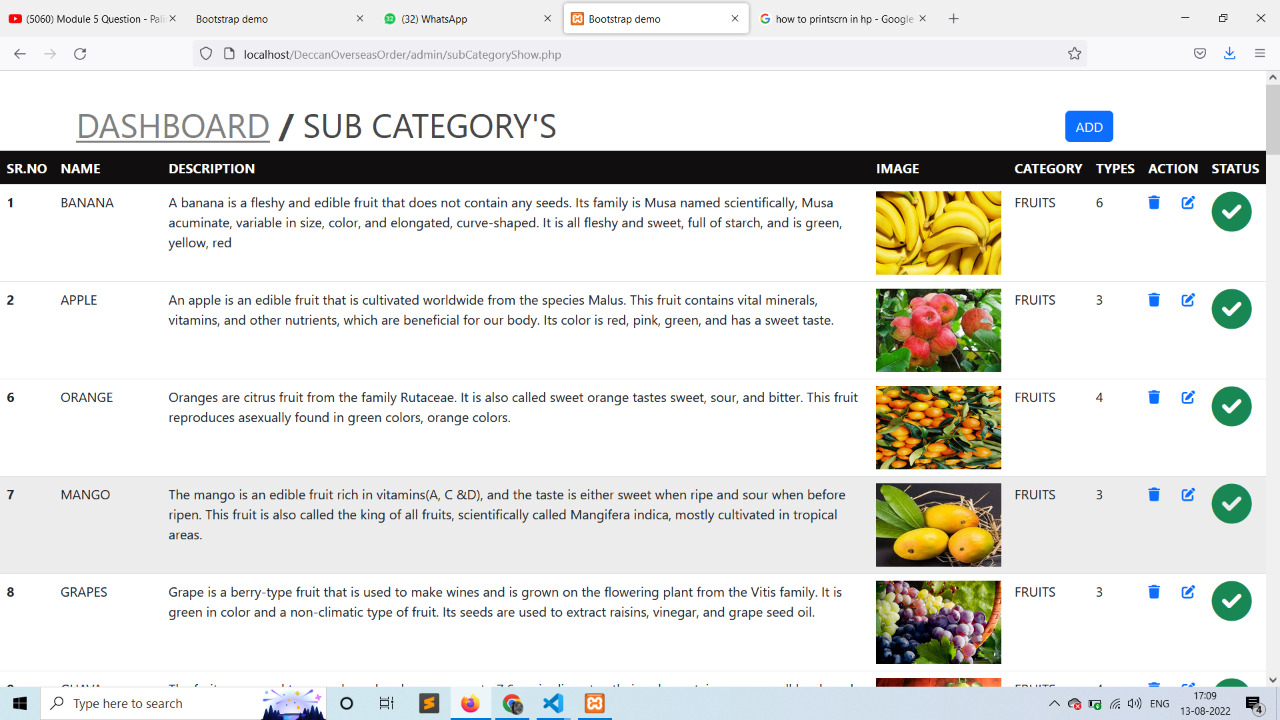 (5060) Module 5 Question - Pali
Bootstrap demo
(32) WhatsApp
Bootstrap demo
how to printscrn in hp - Google
localhost/DeccanOverseasOrder/admin/subCategoryShow.php
DASHBOARD / SUB CATEGORY'S
ADD
SR.NO NAME DESCRIPTION IMAGE CATEGORY TYPES ACTION STATUS
1 BANANA A banana is a fleshy and edible fruit that does not contain any seeds. Its family is Musa named scientifically, Musa FRUITS 6
acuminate, variable in size, color, and elongated, curve-shaped. It is all fleshy and sweet, full of starch, and is green,
yellow, red
2 APPLE An apple is an edible fruit that is cultivated worldwide from the species Malus. This fruit contains vital minerals, FRUITS 3
vitamins, and other nutrients, which are beneficial for our body. Its color is red, pink, green, and has a sweet taste.
6 ORANGE Oranges are citrus fruit from the family Rutaceae. It is also called sweet orange tastes sweet, sour, and bitter. This fruit FRUITS 4
reproduces asexually found in green colors, orange colors.
7 MANGO The mango is an edible fruit rich in vitamins(A, C &D), and the taste is either sweet when ripe and sour when before FRUITS 3
ripen. This fruit is also called the king of all fruits, scientifically called Mangifera indica, mostly cultivated in tropical
areas.
8 GRAPES Grape is a berry-type fruit that is used to make wines and is grown on the flowering plant from the Vitis family. It is FRUITS 3
green in color and a non-climatic type of fruit. Its seeds are used to extract raisins, vinegar, and grape seed oil.
Type here to search
ENG
17:09
13-08-2022
4